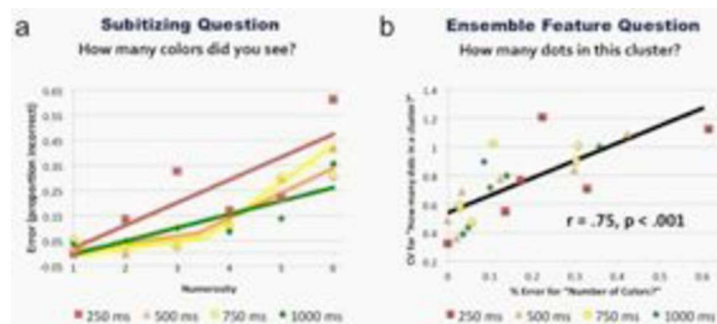 a
Subitizing Question
How many colors did you see?
Error (proportion incorrect)
0.65
0.55
0.45
0.35
0.25
0.15
0.05
-0.05
1 2 3 4 5 6
Numerosity
250 ms 500 ms 750 ms 1000 ms
b
Ensemble Feature Question
How many dots in this cluster?
CV for "How many dots in a cluster?"
1.4
1.2
1
0.8
0.6
0.4
0.2
r = .75, p < .001
0 0.1 0.2 0.3 0.4 0.5 0.6
% Error for "Number of Colors?"
250 ms 500 ms 750 ms 1000 ms